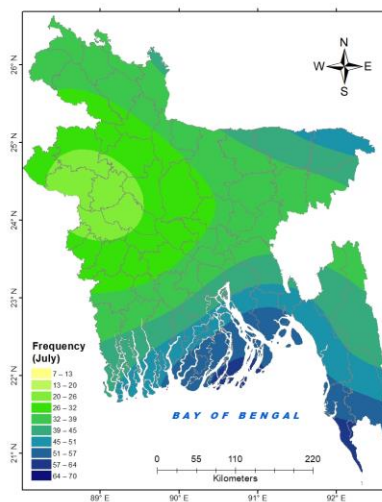 N
W E
S
26°N
25°N
24°N
23°N
22°N
21°N
Frequency
(July)
7 – 13
13 – 20
20 – 26
26 – 32
32 – 39
39 – 45
45 – 51
51 – 57
57 – 64
64 – 70
BAY OF BENGAL
0 55 110 220
Kilometers
89°E 90°E 91°E 92°E